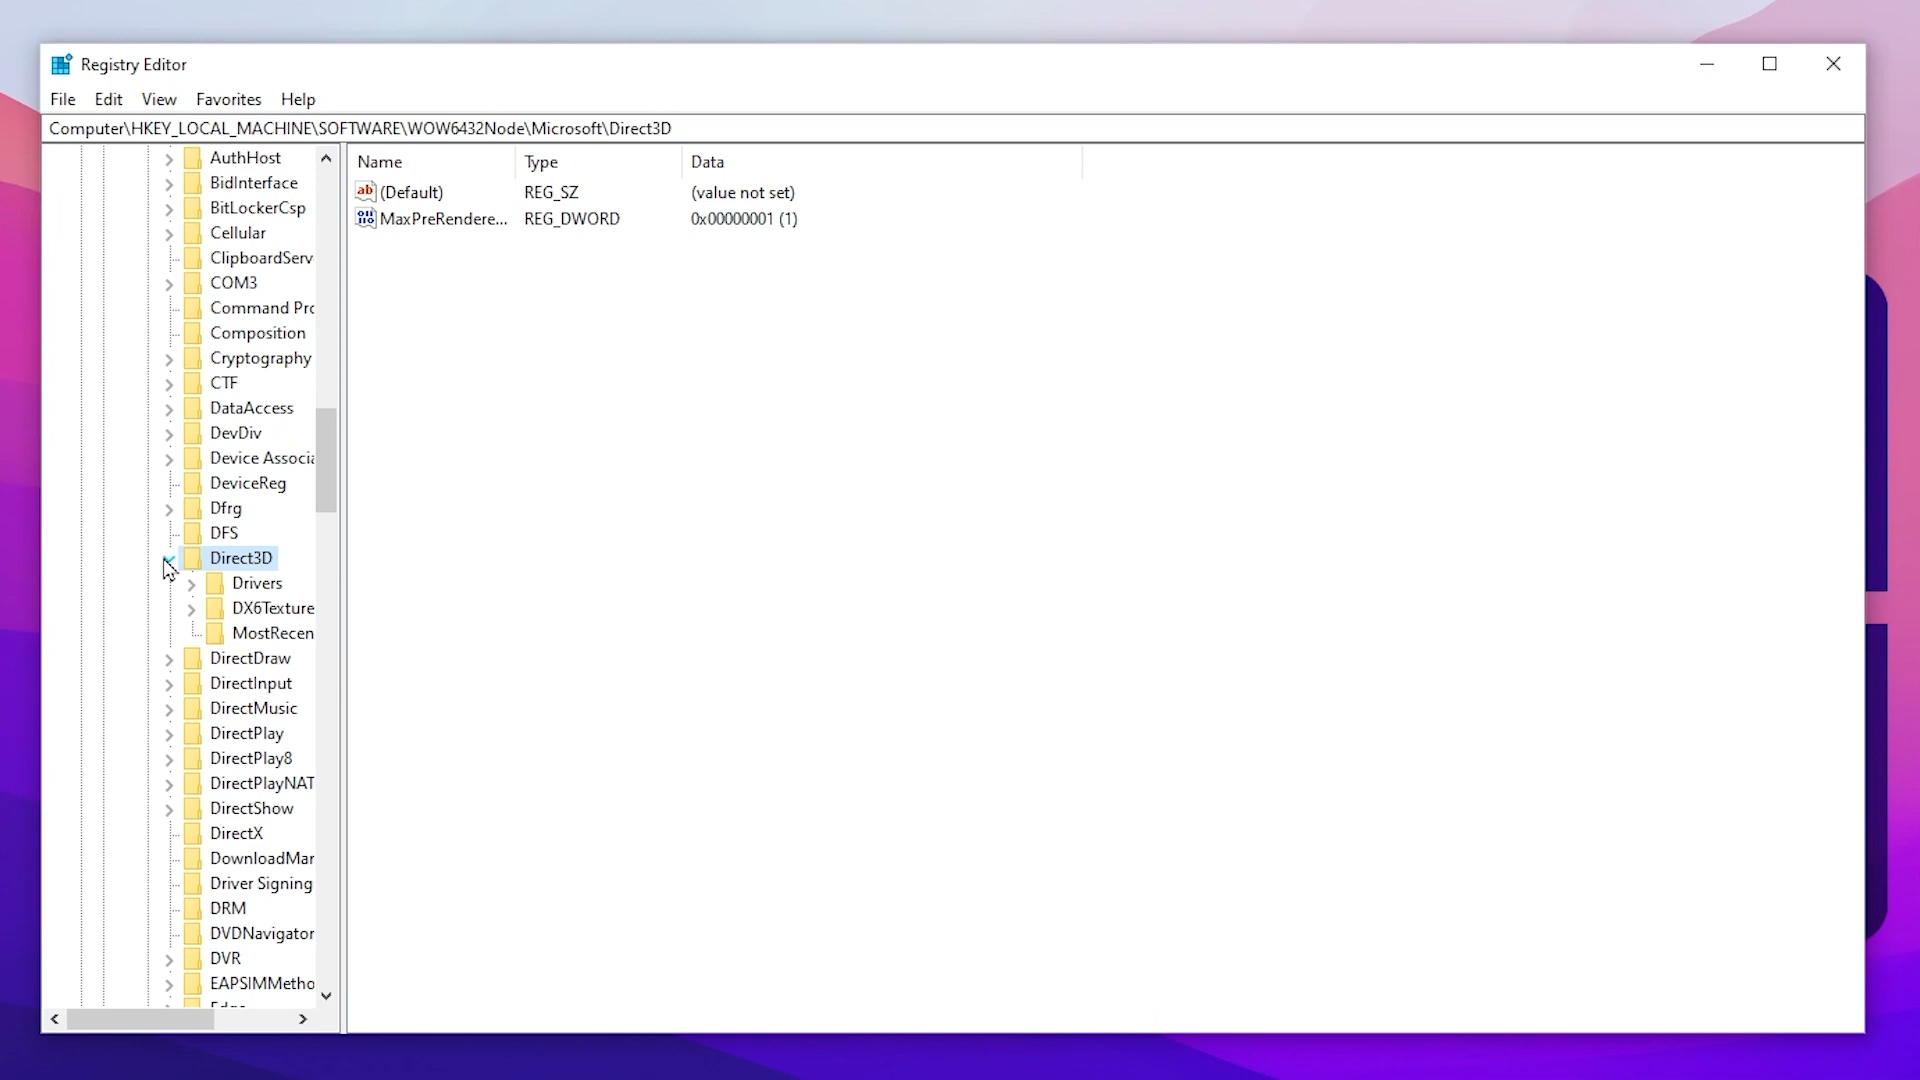 Registry Editor
File Edit View Favorites Help
Computer\HKEY_LOCAL_MACHINE\SOFTWARE\WOW6432Node\Microsoft\Direct3D
Name Type Data
(Default) REG_SZ (value not set)
MaxPreRendere... REG_DWORD 0x00000001 (1)
AuthHost
BidInterface
BitLockerCsp
Cellular
ClipboardServ
COM3
Command Pro
Composition
Cryptography
CTF
DataAccess
DevDiv
Device Associa
DeviceReg
Dfrg
DFS
Direct3D
Drivers
DX6Texture
MostRecen
DirectDraw
DirectInput
DirectMusic
DirectPlay
DirectPlay8
DirectPlayNAT
DirectShow
DirectX
DownloadMan
Driver Signing
DRM
DVDNavigator
DVR
EAPSIMMetho